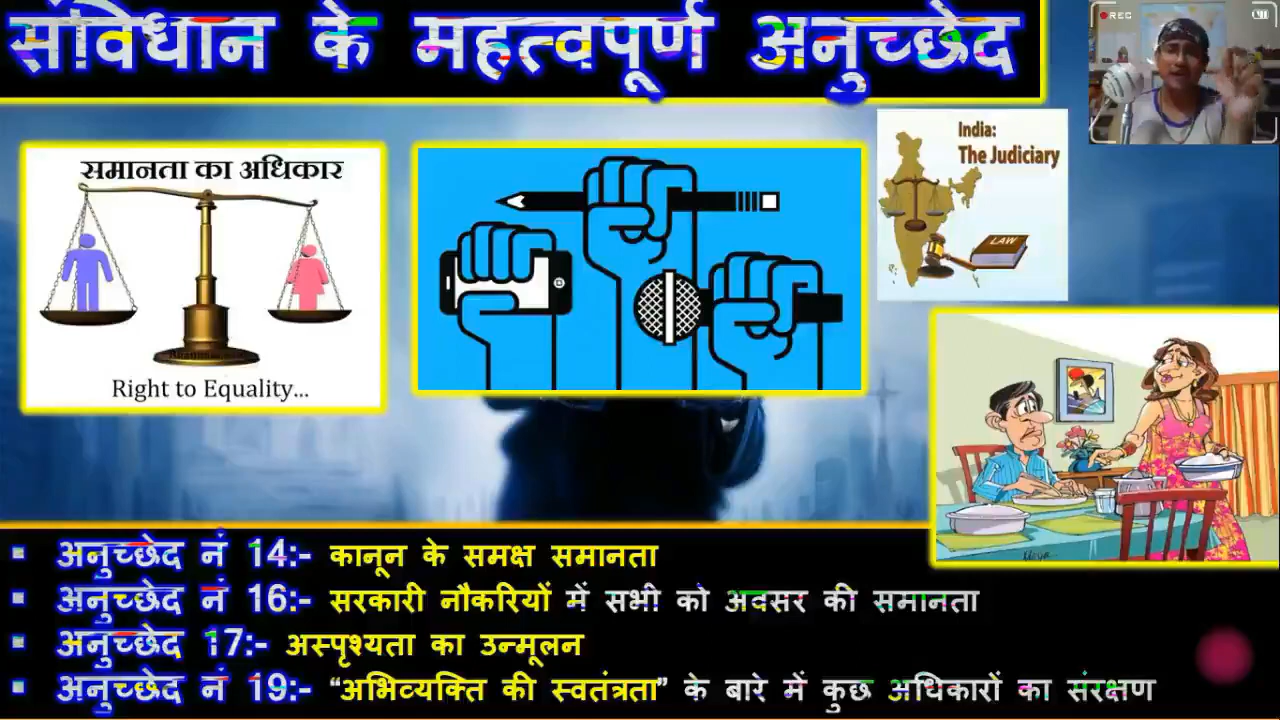 संविधान के महत्वपूर्ण अनुच्छेद
REC
समानता का अधिकार
Right to Equality...
India:
The Judiciary
LAW
अनुच्छेद नं 14:- कानून के समक्ष समानता
अनुच्छेद नं 16:- सरकारी नौकरियों में सभी को अवसर की समानता
अनुच्छेद 17:- अस्पृश्यता का उन्मूलन
अनुच्छेद नं 19:- “अभिव्यक्ति की स्वतंत्रता” के बारे में कुछ अधिकारों का संरक्षण